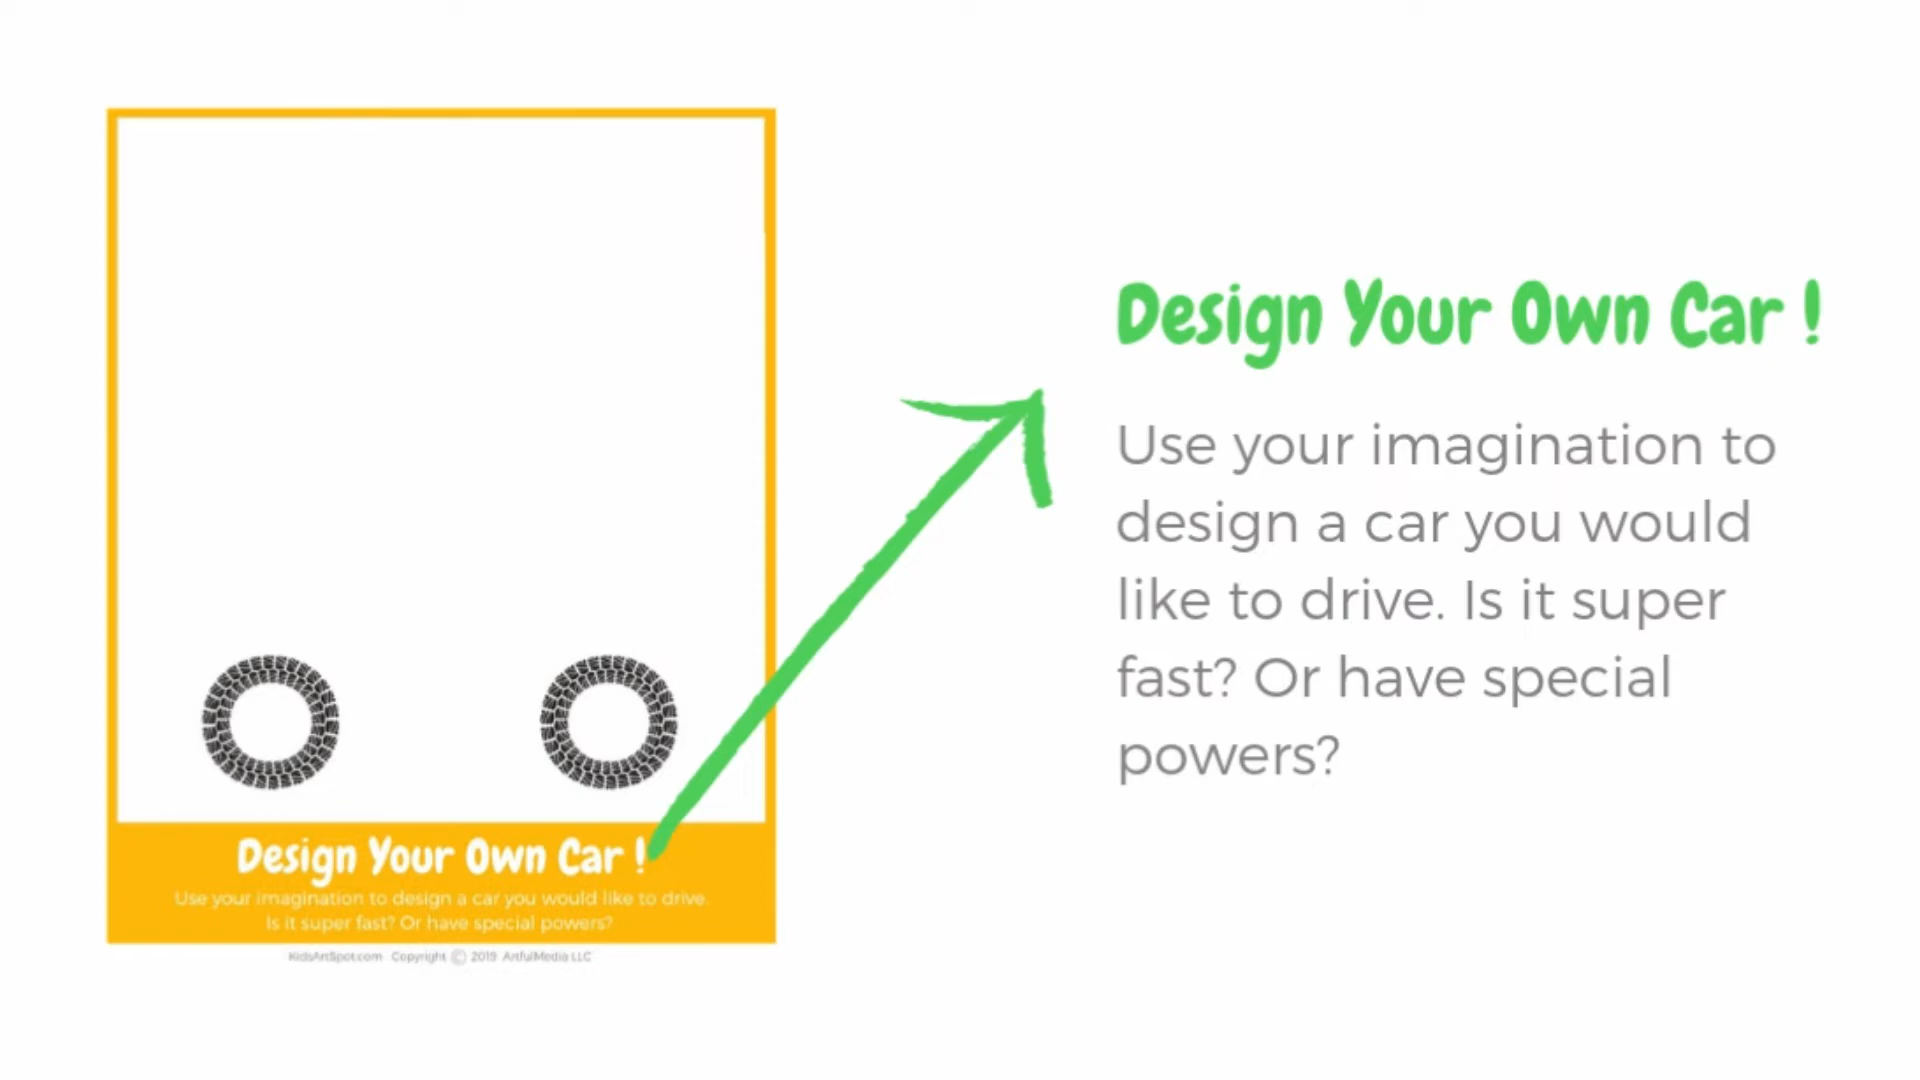 Design Your Own Car !
Use your imagination to design a car you would like to drive.
Is it super fast? Or have special powers?
KidsArtSpot.com Copyright © 2019 ArtfulMedia LLC
Design Your Own Car !
Use your imagination to
design a car you would
like to drive. Is it super
fast? Or have special
powers?